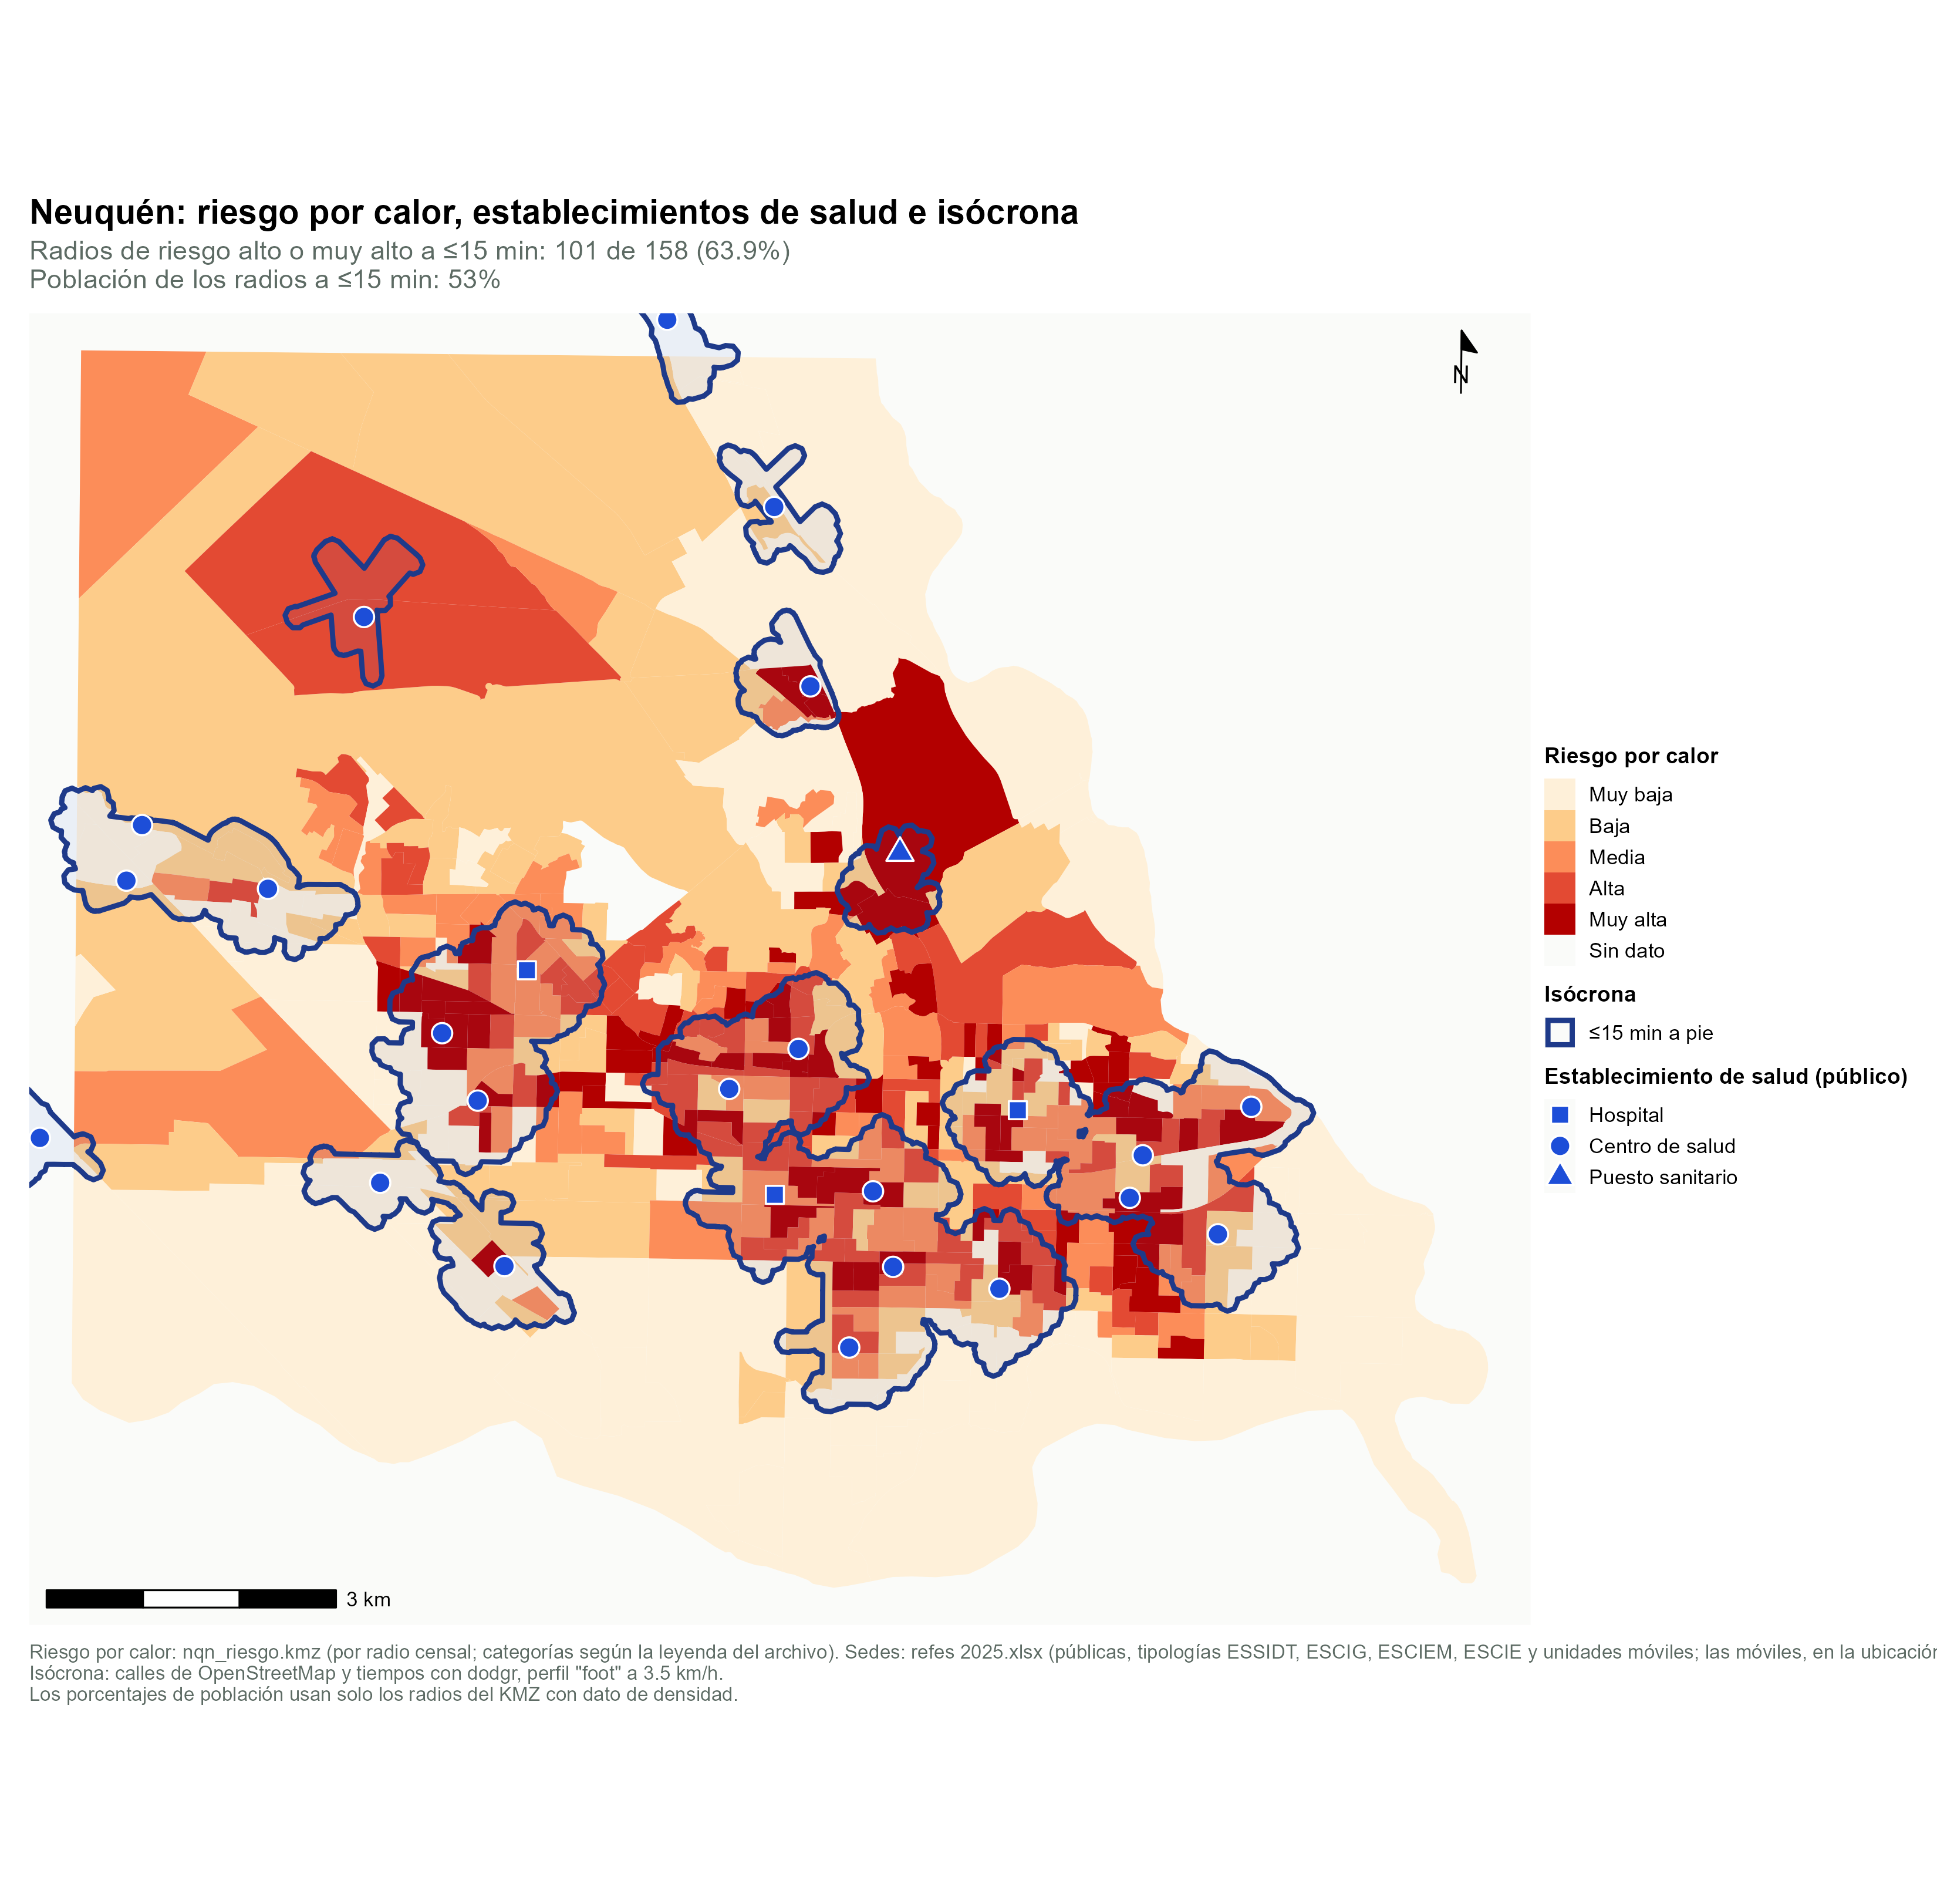 Neuquén: riesgo por calor, establecimientos de salud e isócrona
Radios de riesgo alto o muy alto a ≤15 min: 101 de 158 (63.9%)
Población de los radios a ≤15 min: 53%
N
Riesgo por calor
Muy baja
Baja
Media
Alta
Muy alta
Sin dato
Isócrona
≤15 min a pie
Establecimiento de salud (público)
Hospital
Centro de salud
Puesto sanitario
3 km
Riesgo por calor: nqn_riesgo.kmz (por radio censal; categorías según la leyenda del archivo). Sedes: refes 2025.xlsx (públicas, tipologías ESSIDT, ESCIG, ESCIEM, ESCIE y unidades móviles; las móviles, en la ubicación
Isócrona: calles de OpenStreetMap y tiempos con dodgr, perfil "foot" a 3.5 km/h.
Los porcentajes de población usan solo los radios del KMZ con dato de densidad.